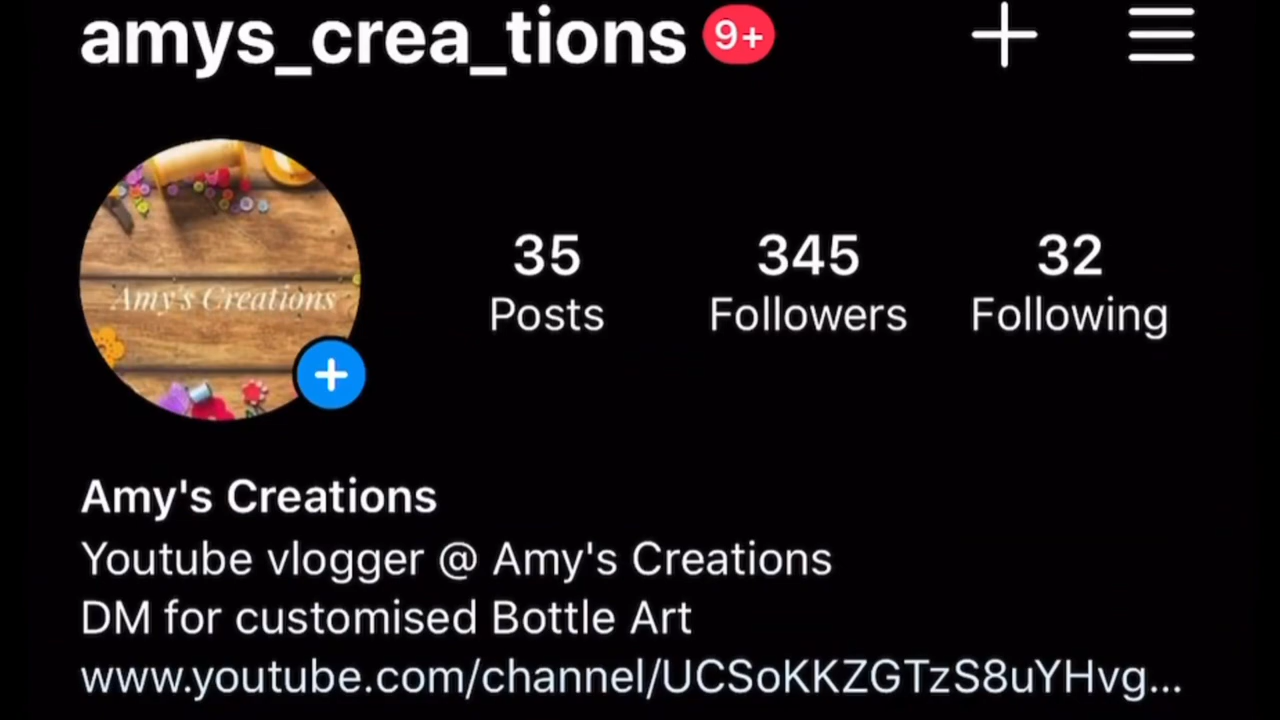 amys_crea_tions 9+
Amy's Creations
35 345 32
Posts Followers Following
Amy's Creations
Youtube vlogger @ Amy's Creations
DM for customised Bottle Art
www.youtube.com/channel/UCSoKKZGTzS8uYHvg...